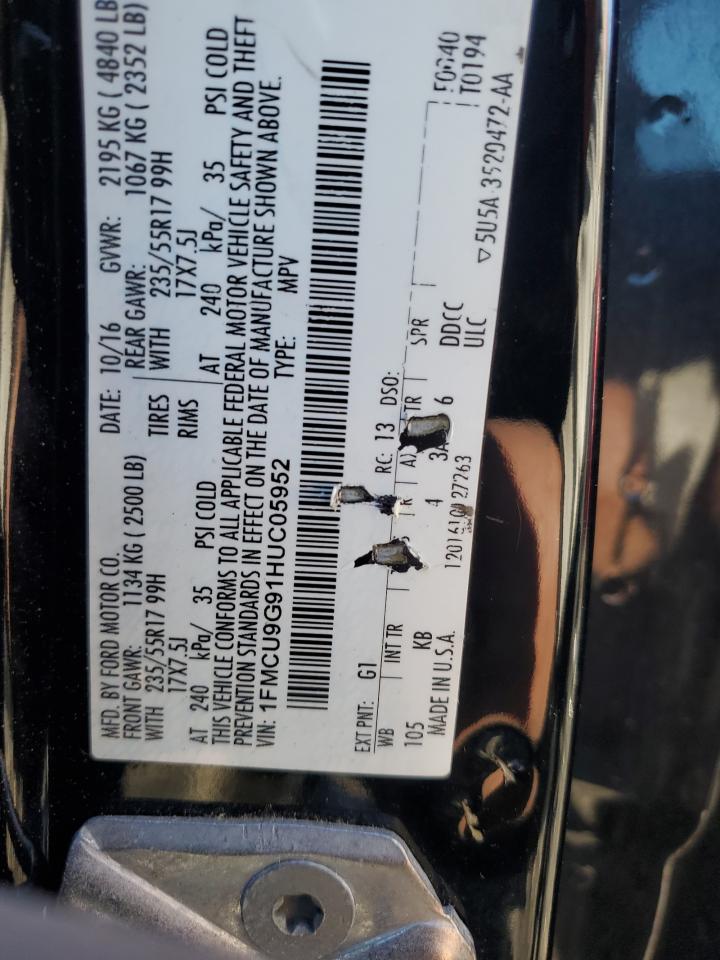 MFD. BY FORD MOTOR CO. DATE: 10/16 GVWR: 2195 KG ( 4840 LB
FRONT GAWR: 1134 KG ( 2500 LB) REAR GAWR: 1067 KG ( 2352 LB)
WITH 235/55R17 99H TIRES WITH 235/55R17 99H
17X7.5J RIMS 17X7.5J
AT 240 kPa/ 35 PSI COLD AT 240 kPa/ 35 PSI COLD
THIS VEHICLE CONFORMS TO ALL APPLICABLE FEDERAL MOTOR VEHICLE SAFETY AND THEFT
PREVENTION STANDARDS IN EFFECT ON THE DATE OF MANUFACTURE SHOWN ABOVE.
VIN: 1FMCU9G91HUC05952 TYPE: MPV
EXT PNT: G1 RC: 13 DSO:
WB INT TR R TR SPR
105 KB 4 6 DDCC
MADE IN U.S.A. ULC
T0194
▽ 5U5A-3520472-AA